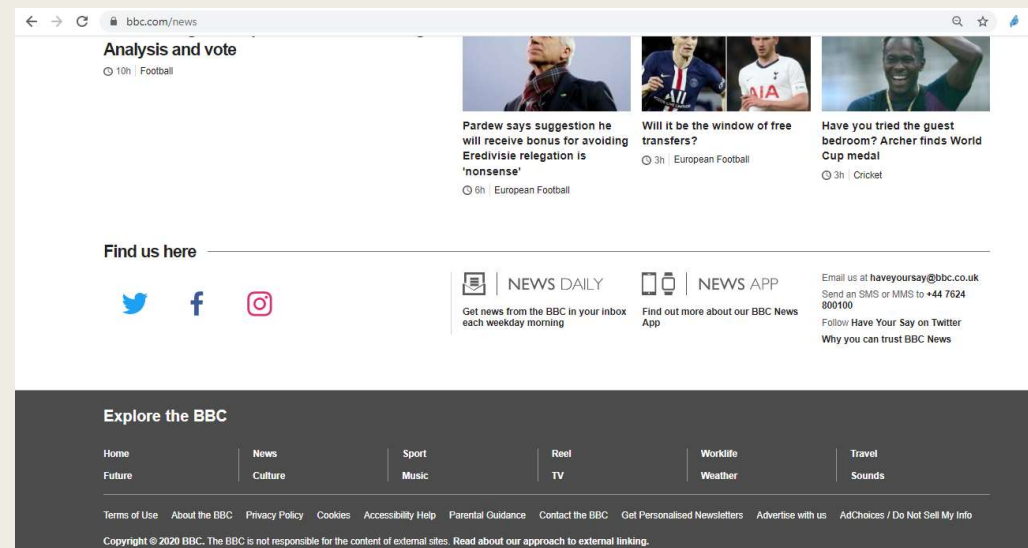 bbc.com/news
Analysis and vote
10h | Football
Pardew says suggestion he
will receive bonus for avoiding
Eredivisie relegation is
'nonsense'
6h | European Football
Will it be the window of free
transfers?
3h | European Football
Have you tried the guest
bedroom? Archer finds World
Cup medal
3h | Cricket
AIA
Find us here
NEWS DAILY
Get news from the BBC in your inbox
each weekday morning
NEWS APP
Find out more about our BBC News
App
Email us at haveyoursay@bbc.co.uk
Send an SMS or MMS to +44 7624
800100
Follow Have Your Say on Twitter
Why you can trust BBC News
Explore the BBC
Home News Sport Reel Worklife Travel
Future Culture Music TV Weather Sounds
Terms of Use About the BBC Privacy Policy Cookies Accessibility Help Parental Guidance Contact the BBC Get Personalised Newsletters Advertise with us AdChoices / Do Not Sell My Info
Copyright © 2020 BBC. The BBC is not responsible for the content of external sites. Read about our approach to external linking.